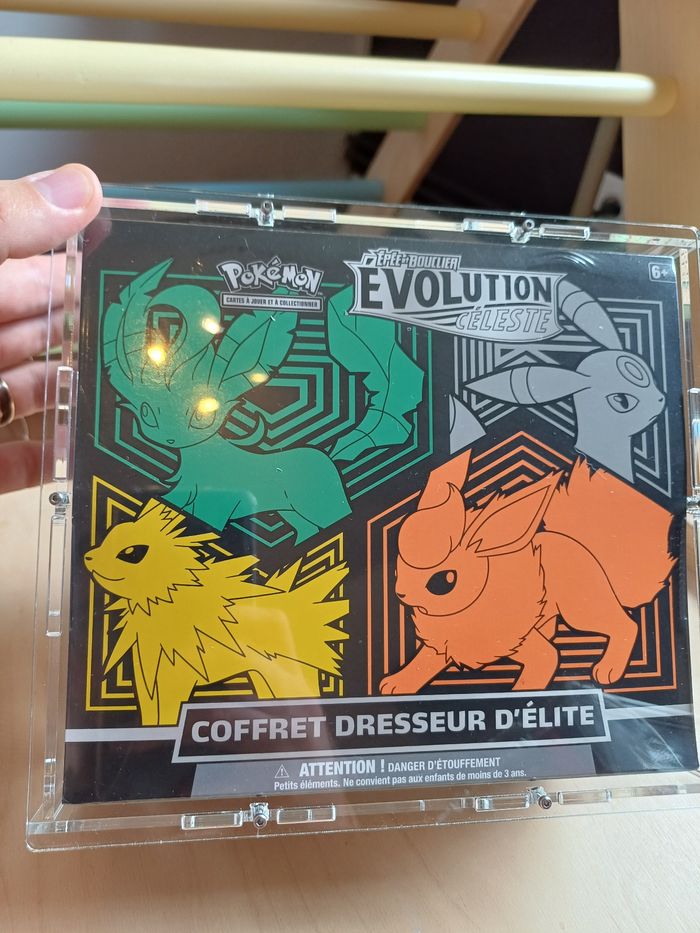 POKéMON
CARTES À JOUER ET À COLLECTIONNER
ÉPÉE ET BOUCLIER
ÉVOLUTION
CÉLESTE
6+
COFFRET DRESSEUR D'ÉLITE
ATTENTION ! DANGER D'ÉTOUFFEMENT
Petits éléments. Ne convient pas aux enfants de moins de 3 ans.